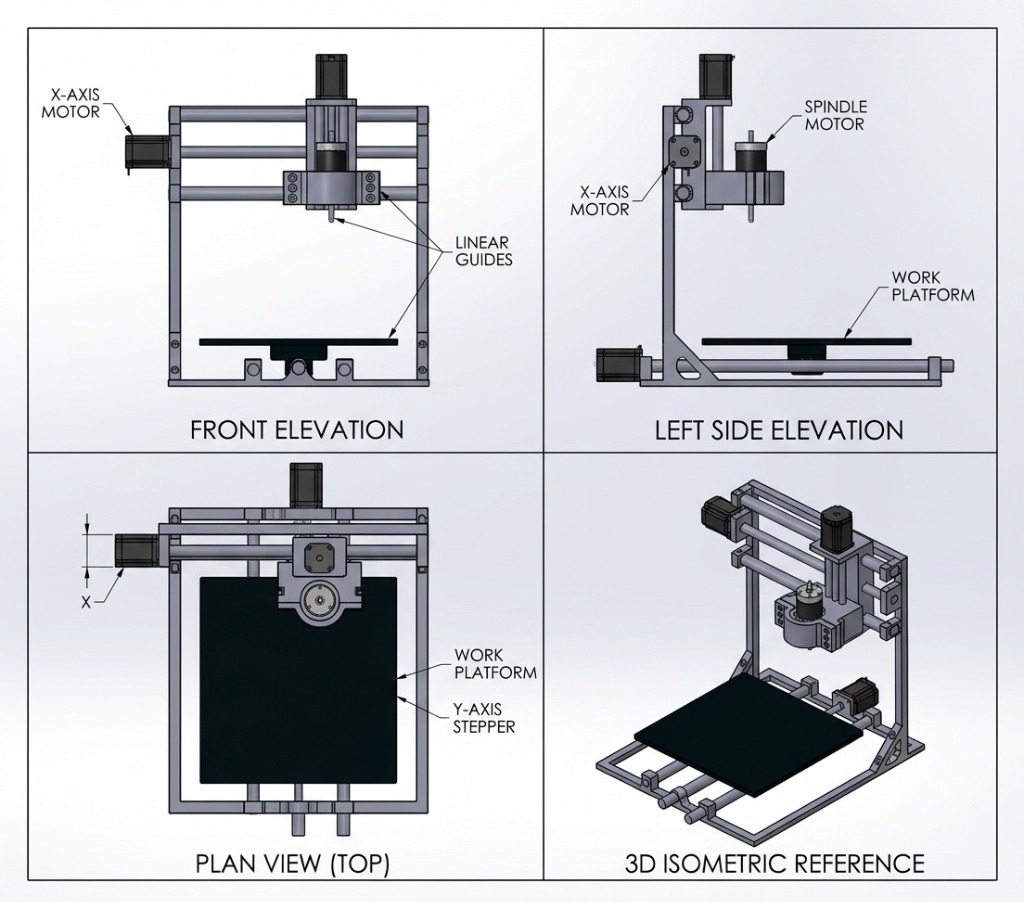 X-AXIS
MOTOR
LINEAR
GUIDES
FRONT ELEVATION
SPINDLE
MOTOR
X-AXIS
MOTOR
WORK
PLATFORM
LEFT SIDE ELEVATION
X
WORK
PLATFORM
Y-AXIS
STEPPER
PLAN VIEW (TOP)
3D ISOMETRIC REFERENCE